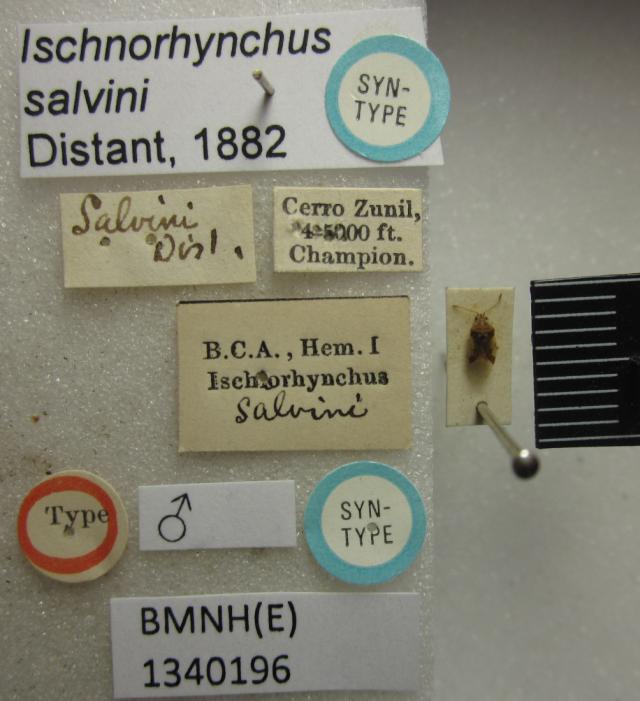 Ischnorhynchus
salvini
Distant, 1882
SYN-
TYPE
Salvini
Dist.
Cerro Zunil,
4-5000 ft.
Champion.
B.C.A., Hem. I
Ischnorhynchus
salvini
Type
♂
SYN-
TYPE
BMNH(E)
1340196